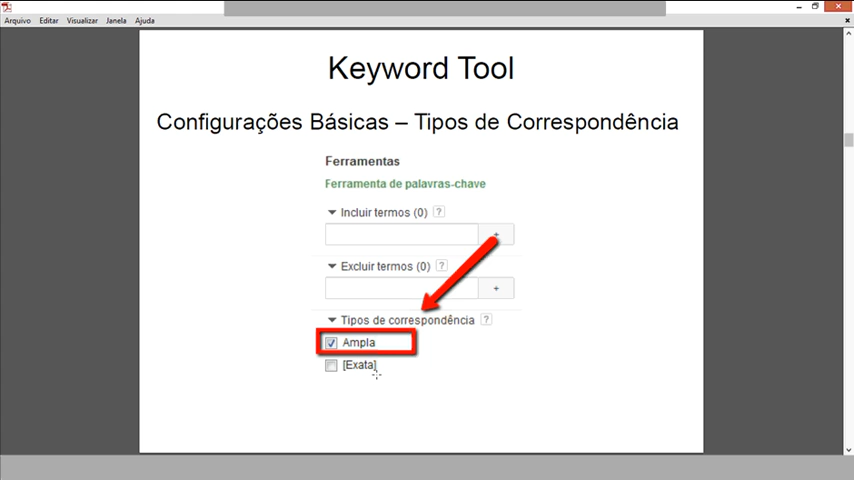 Arquivo Editar Visualizar Janela Ajuda
Keyword Tool
Configurações Básicas – Tipos de Correspondência
Ferramentas
Ferramenta de palavras-chave
Incluir termos (0) ?
+
Excluir termos (0) ?
+
Tipos de correspondência ?
Ampla
[Exata]